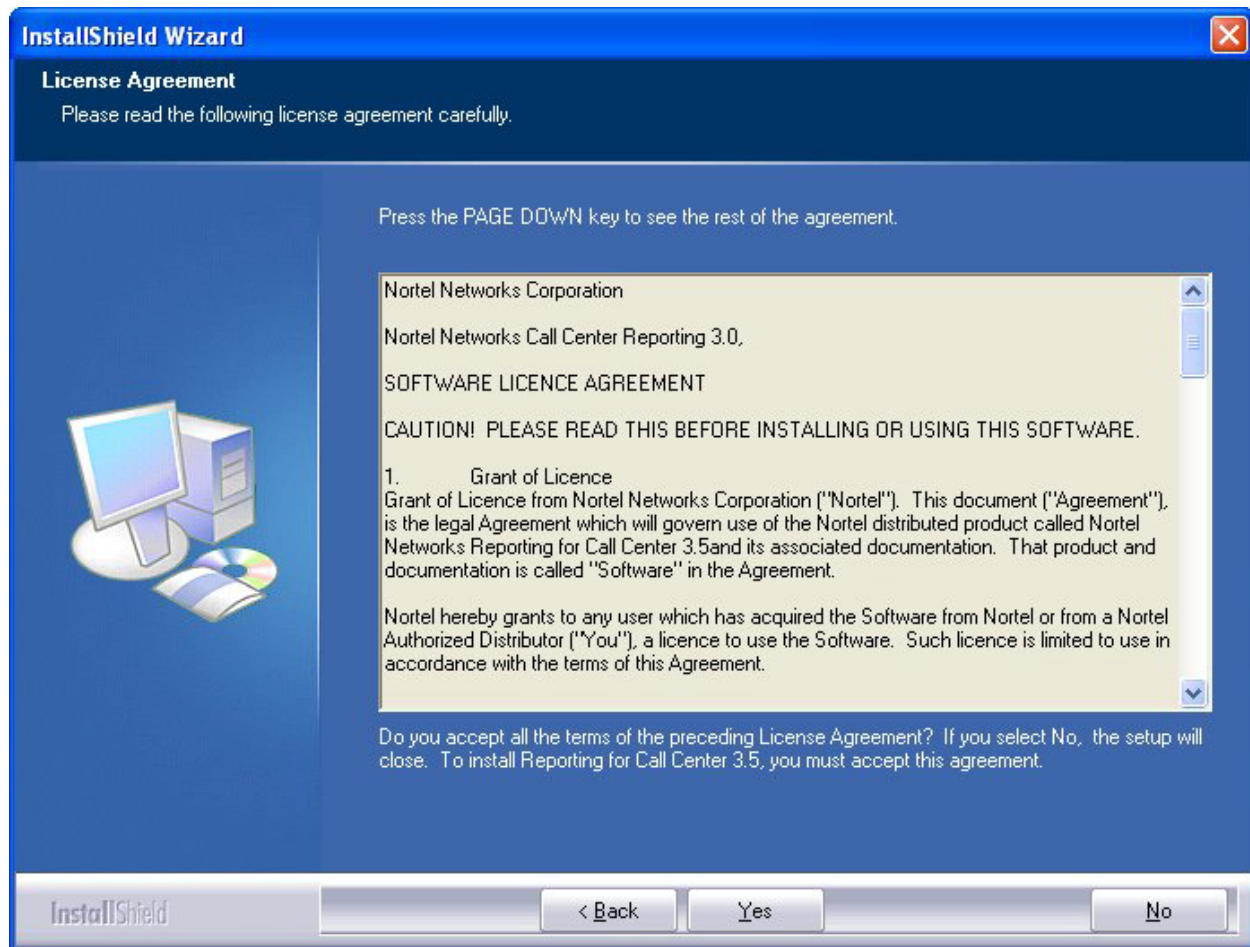 InstallShield Wizard
License Agreement
Please read the following license agreement carefully.
Press the PAGE DOWN key to see the rest of the agreement.
Nortel Networks Corporation
Nortel Networks Call Center Reporting 3.0,
SOFTWARE LICENCE AGREEMENT
CAUTION!  PLEASE READ THIS BEFORE INSTALLING OR USING THIS SOFTWARE.
1. Grant of Licence
Grant of Licence from Nortel Networks Corporation ("Nortel").  This document ("Agreement"),
is the legal Agreement which will govern use of the Nortel distributed product called Nortel
Networks Reporting for Call Center 3.5and its associated documentation.  That product and
documentation is called "Software" in the Agreement.
Nortel hereby grants to any user which has acquired the Software from Nortel or from a Nortel
Authorized Distributor ("You"), a licence to use the Software.  Such licence is limited to use in
accordance with the terms of this Agreement.
Do you accept all the terms of the preceding License Agreement?  If you select No,  the setup will
close.  To install Reporting for Call Center 3.5, you must accept this agreement.
InstallShield
< Back
Yes
No